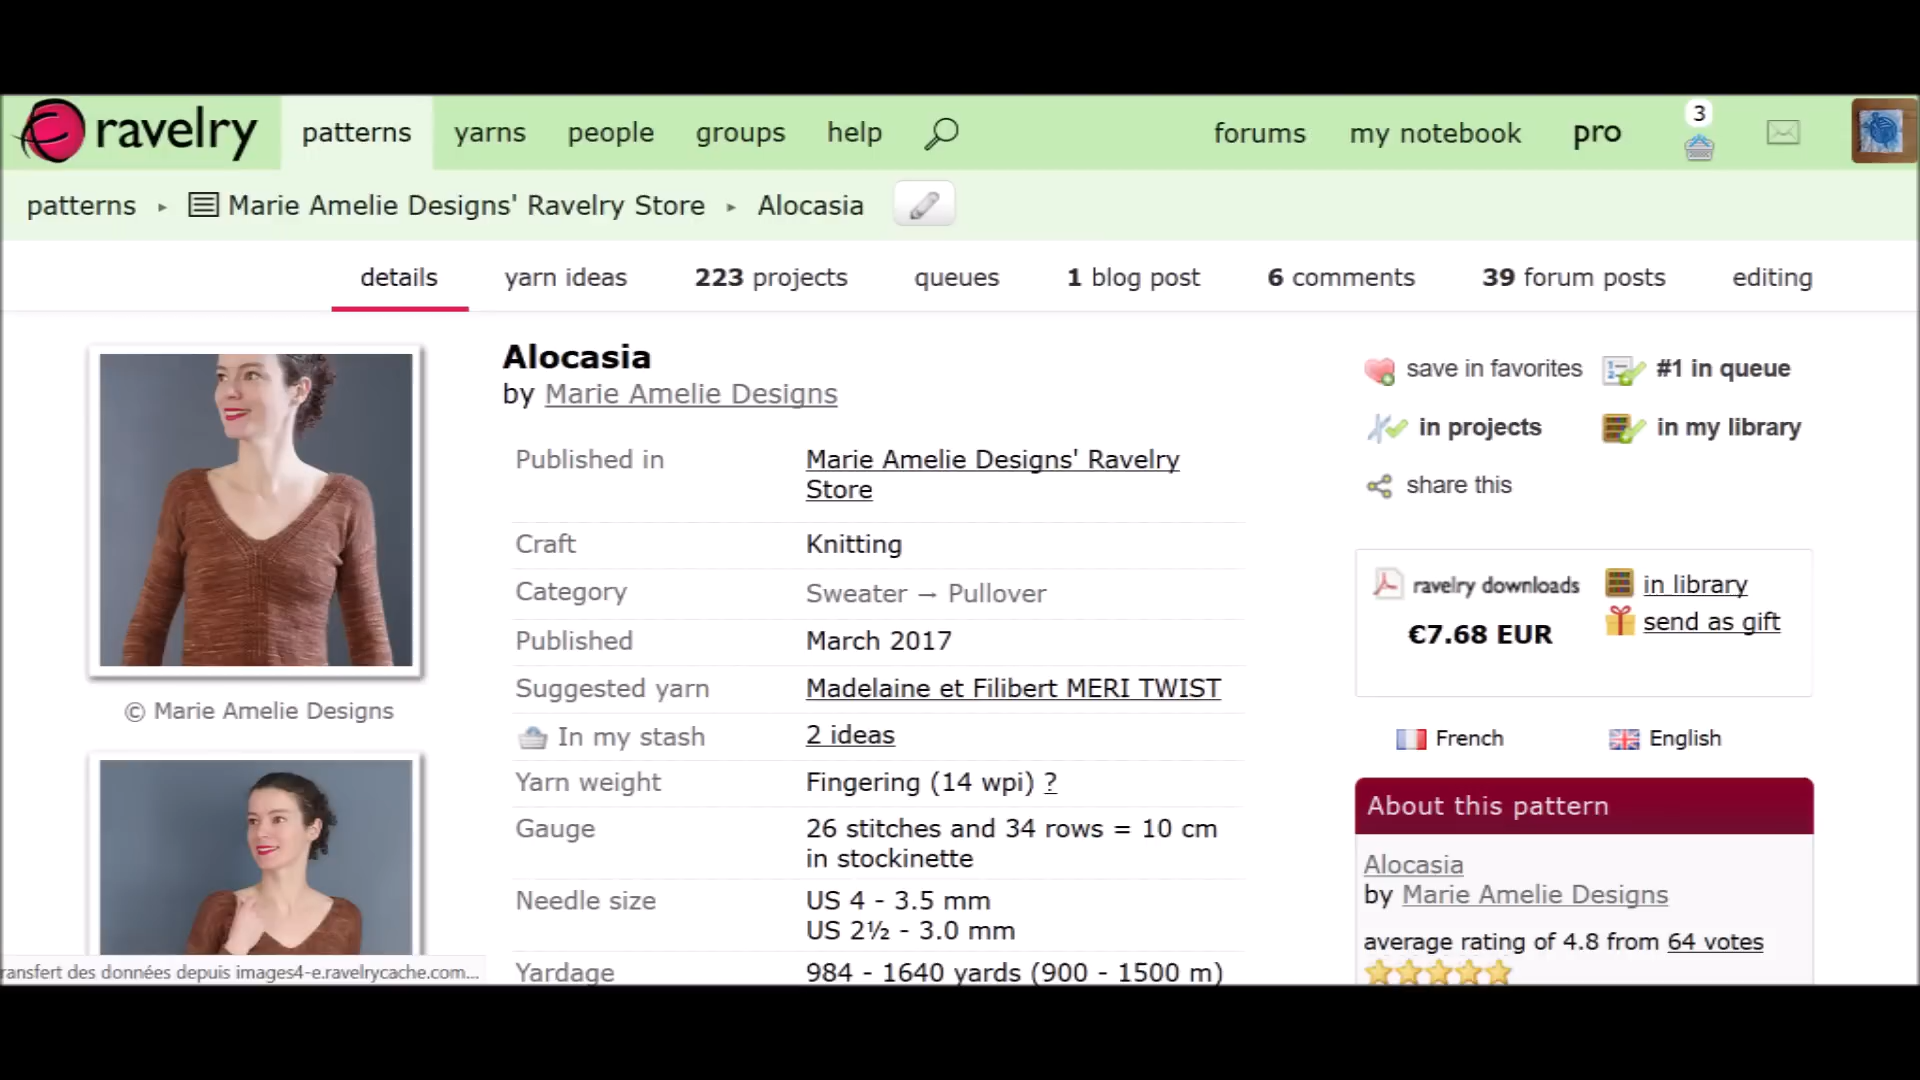 ravelry patterns yarns people groups help forums my notebook pro 3
patterns ▸ Marie Amelie Designs' Ravelry Store ▸ Alocasia
details yarn ideas 223 projects queues 1 blog post 6 comments 39 forum posts editing
Alocasia
by Marie Amelie Designs
Published in Marie Amelie Designs' Ravelry
Store
Craft Knitting
Category Sweater → Pullover
Published March 2017
Suggested yarn Madelaine et Filibert MERI TWIST
In my stash 2 ideas
Yarn weight Fingering (14 wpi) ?
Gauge 26 stitches and 34 rows = 10 cm
in stockinette
Needle size US 4 - 3.5 mm
US 2½ - 3.0 mm
Yardage 984 - 1640 yards (900 - 1500 m)
© Marie Amelie Designs
ransfert des données depuis images4-e.ravelrycache.com...
save in favorites #1 in queue
in projects in my library
share this
ravelry downloads in library
€7.68 EUR send as gift
French English
About this pattern
Alocasia
by Marie Amelie Designs
average rating of 4.8 from 64 votes